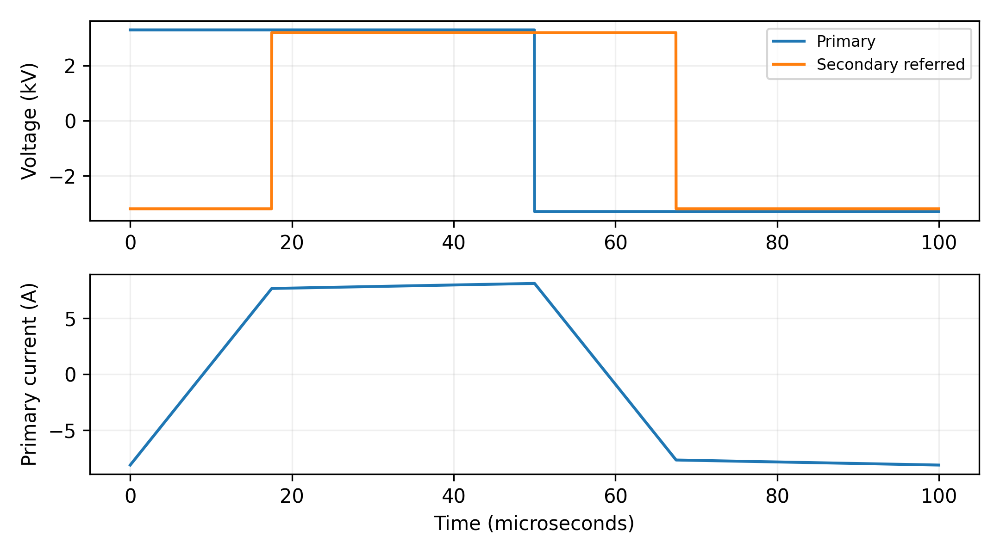 Voltage (kV)
2
0
−2
Primary
Secondary referred
0 20 40 60 80 100
Primary current (A)
5
0
−5
0 20 40 60 80 100
Time (microseconds)